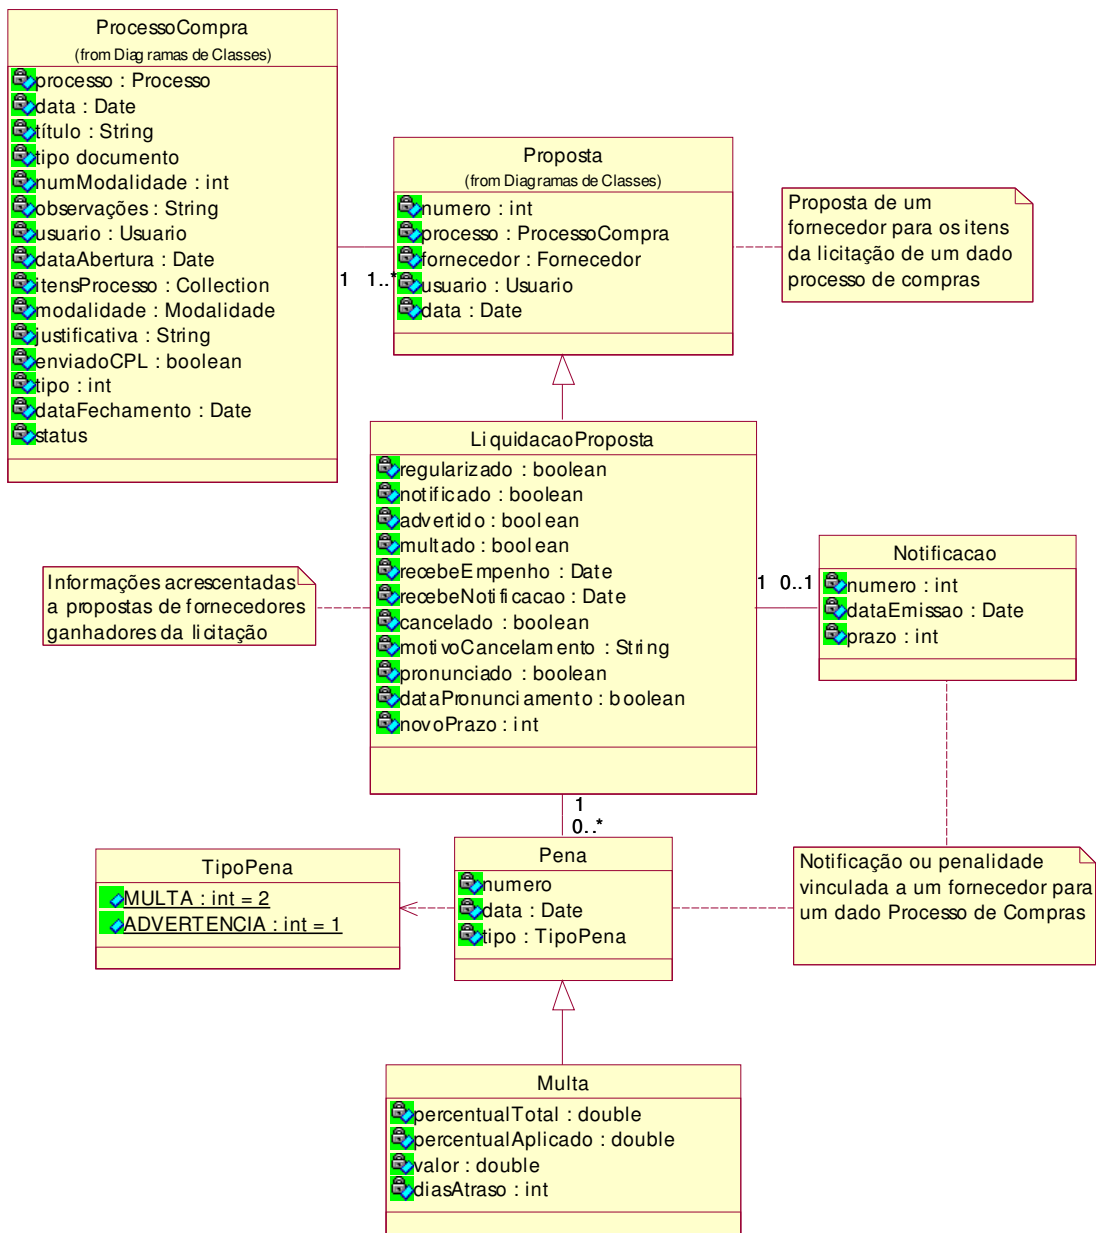 ProcessoCompra
(from Diagramas de Classes)
processo : Processo
data : Date
título : String
tipo documento
numModalidade : int
observações : String
usuario : Usuario
dataAbertura : Date
itensProcesso : Collection
modalidade : Modalidade
justificativa : String
enviadoCPL : boolean
tipo : int
dataFechamento : Date
status
1 1..*
Proposta
(from Diagramas de Classes)
numero : int
processo : ProcessoCompra
fornecedor : Fornecedor
usuario : Usuario
data : Date
Proposta de um
fornecedor para os itens
da licitação de um dado
processo de compras
LiquidacaoProposta
regularizado : boolean
notificado : boolean
advertido : boolean
multado : boolean
recebeEmpenho : Date
recebeNotificacao : Date
cancelado : boolean
motivoCancelamento : String
pronunciado : boolean
dataPronunciamento : boolean
novoPrazo : int
Informações acrescentadas
a propostas de fornecedores
ganhadores da licitação
1 0..1
Notificacao
numero : int
dataEmissao : Date
prazo : int
1
0..*
TipoPena
MULTA : int = 2
ADVERTENCIA : int = 1
Pena
numero
data : Date
tipo : TipoPena
Notificação ou penalidade
vinculada a um fornecedor para
um dado Processo de Compras
Multa
percentualTotal : double
percentualAplicado : double
valor : double
diasAtraso : int